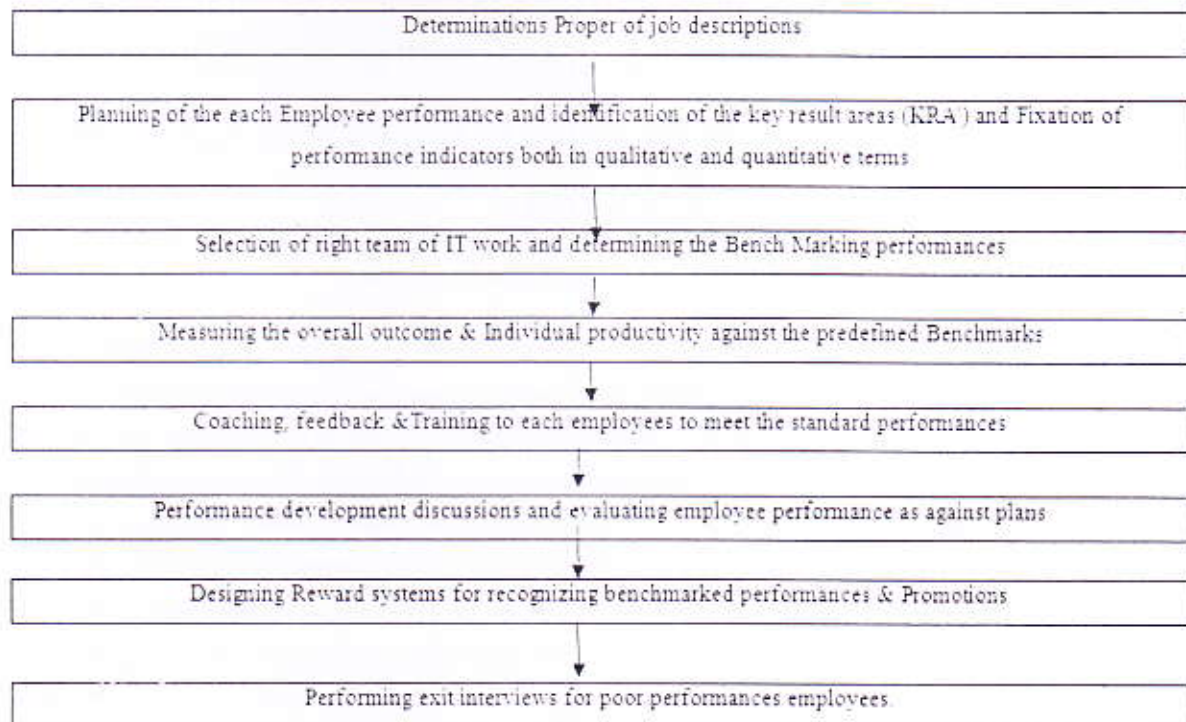 Determinations Proper of job descriptions
Planning of the each Employee performance and identification of the key result areas (KRA') and Fixation of
performance indicators both in qualitative and quantitative terms
Selection of right team of IT work and determining the Bench Marking performances
Measuring the overall outcome & Individual productivity against the predefined Benchmarks
Coaching, feedback &Training to each employees to meet the standard performances
Performance development discussions and evaluating employee performance as against plans
Designing Reward systems for recognizing benchmarked performances & Promotions
Performing exit interviews for poor performances employees.